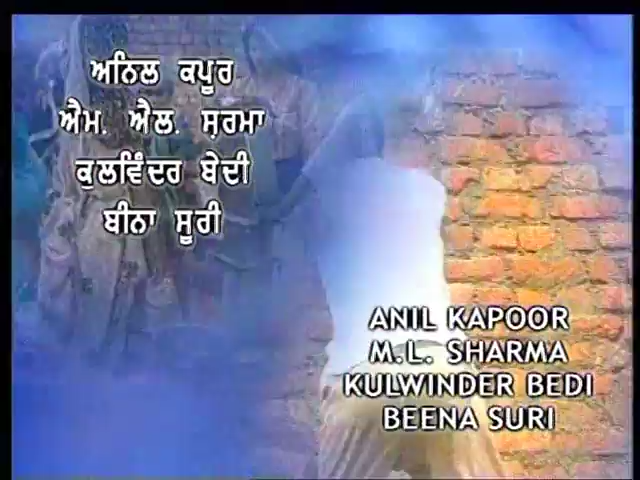 ਅਨਿਲ ਕਪੂਰ
ਐਮ. ਐਲ. ਸ਼ਰਮਾ
ਕੁਲਵਿੰਦਰ ਬੇਦੀ
ਬੀਨਾ ਸੂਰੀ
ANIL KAPOOR
M.L. SHARMA
KULWINDER BEDI
BEENA SURI